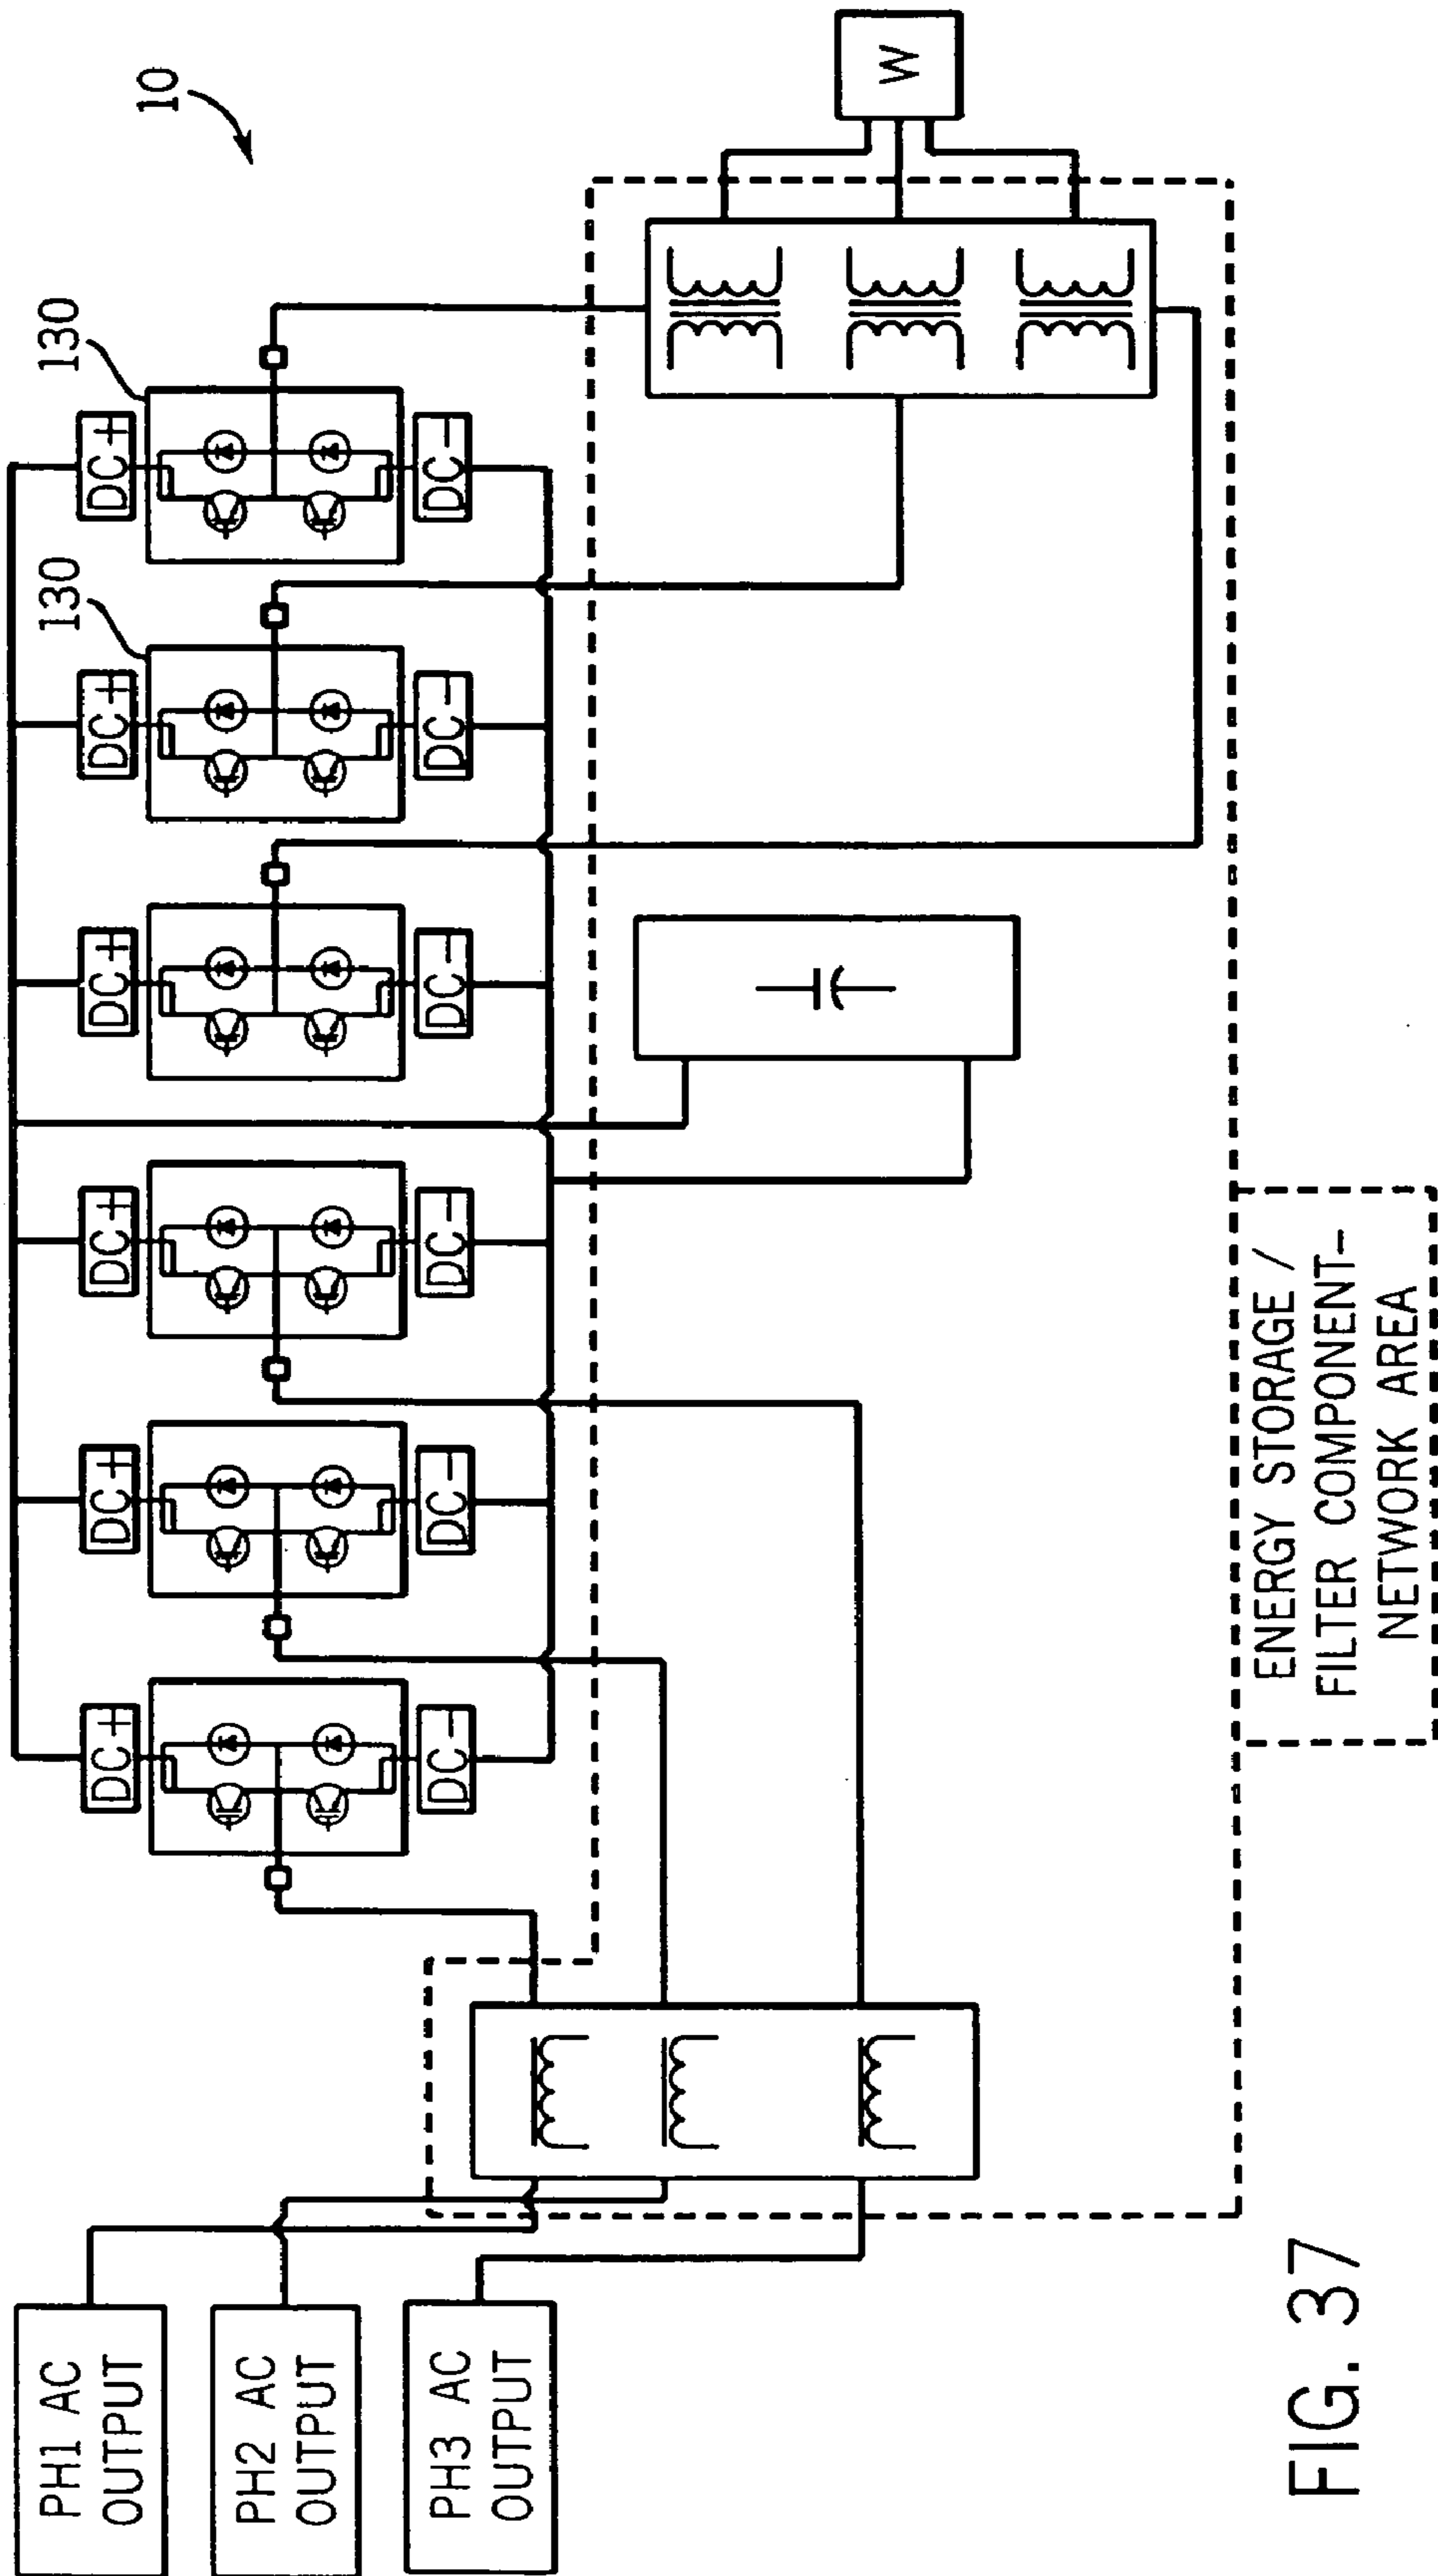 10
130
130
DC+
DC+
DC+
DC+
DC+
DC+
DC−
DC−
DC−
DC−
DC−
DC−
W
PH1 AC
OUTPUT
PH2 AC
OUTPUT
PH3 AC
OUTPUT
ENERGY STORAGE /
FILTER COMPONENT–
NETWORK AREA
FIG. 37